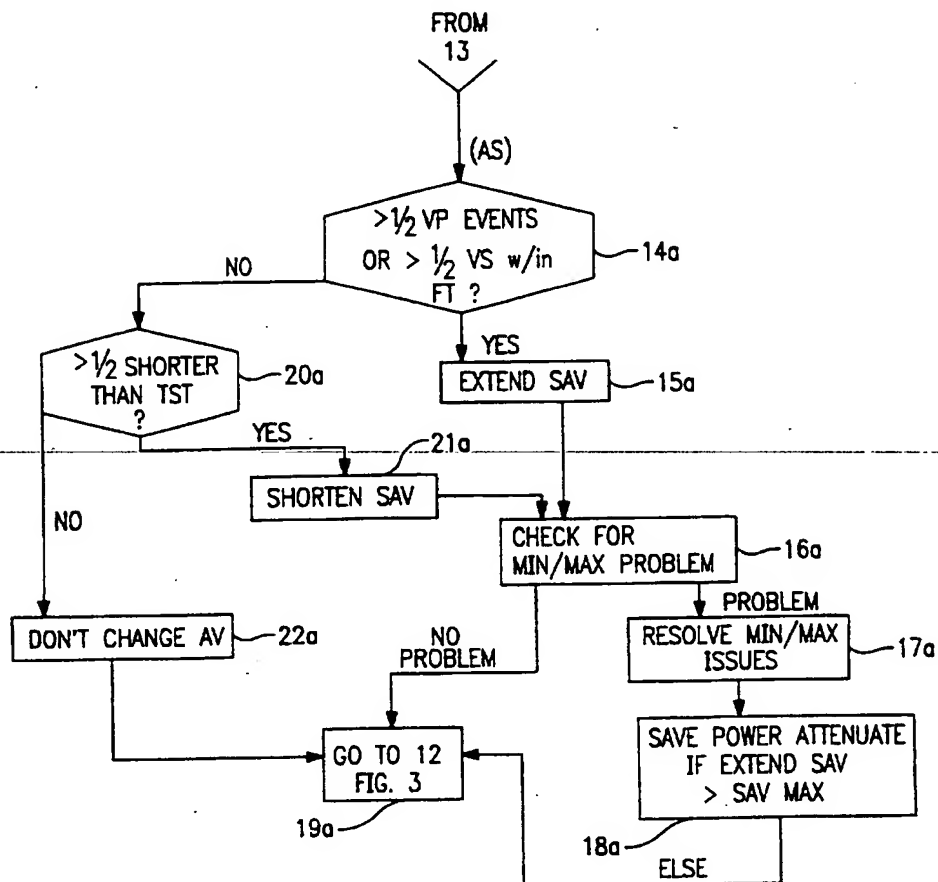 FROM
13
(AS)
>1/2 VP EVENTS
OR > 1/2 VS w/in
FT ?
14a
NO
YES
>1/2 SHORTER
THAN TST
?
20a
EXTEND SAV
15a
YES
21a
SHORTEN SAV
NO
CHECK FOR
MIN/MAX PROBLEM
16a
PROBLEM
DON'T CHANGE AV
22a
NO
PROBLEM
RESOLVE MIN/MAX
ISSUES
17a
GO TO 12
FIG. 3
19a
SAVE POWER ATTENUATE
IF EXTEND SAV
> SAV MAX
18a
ELSE